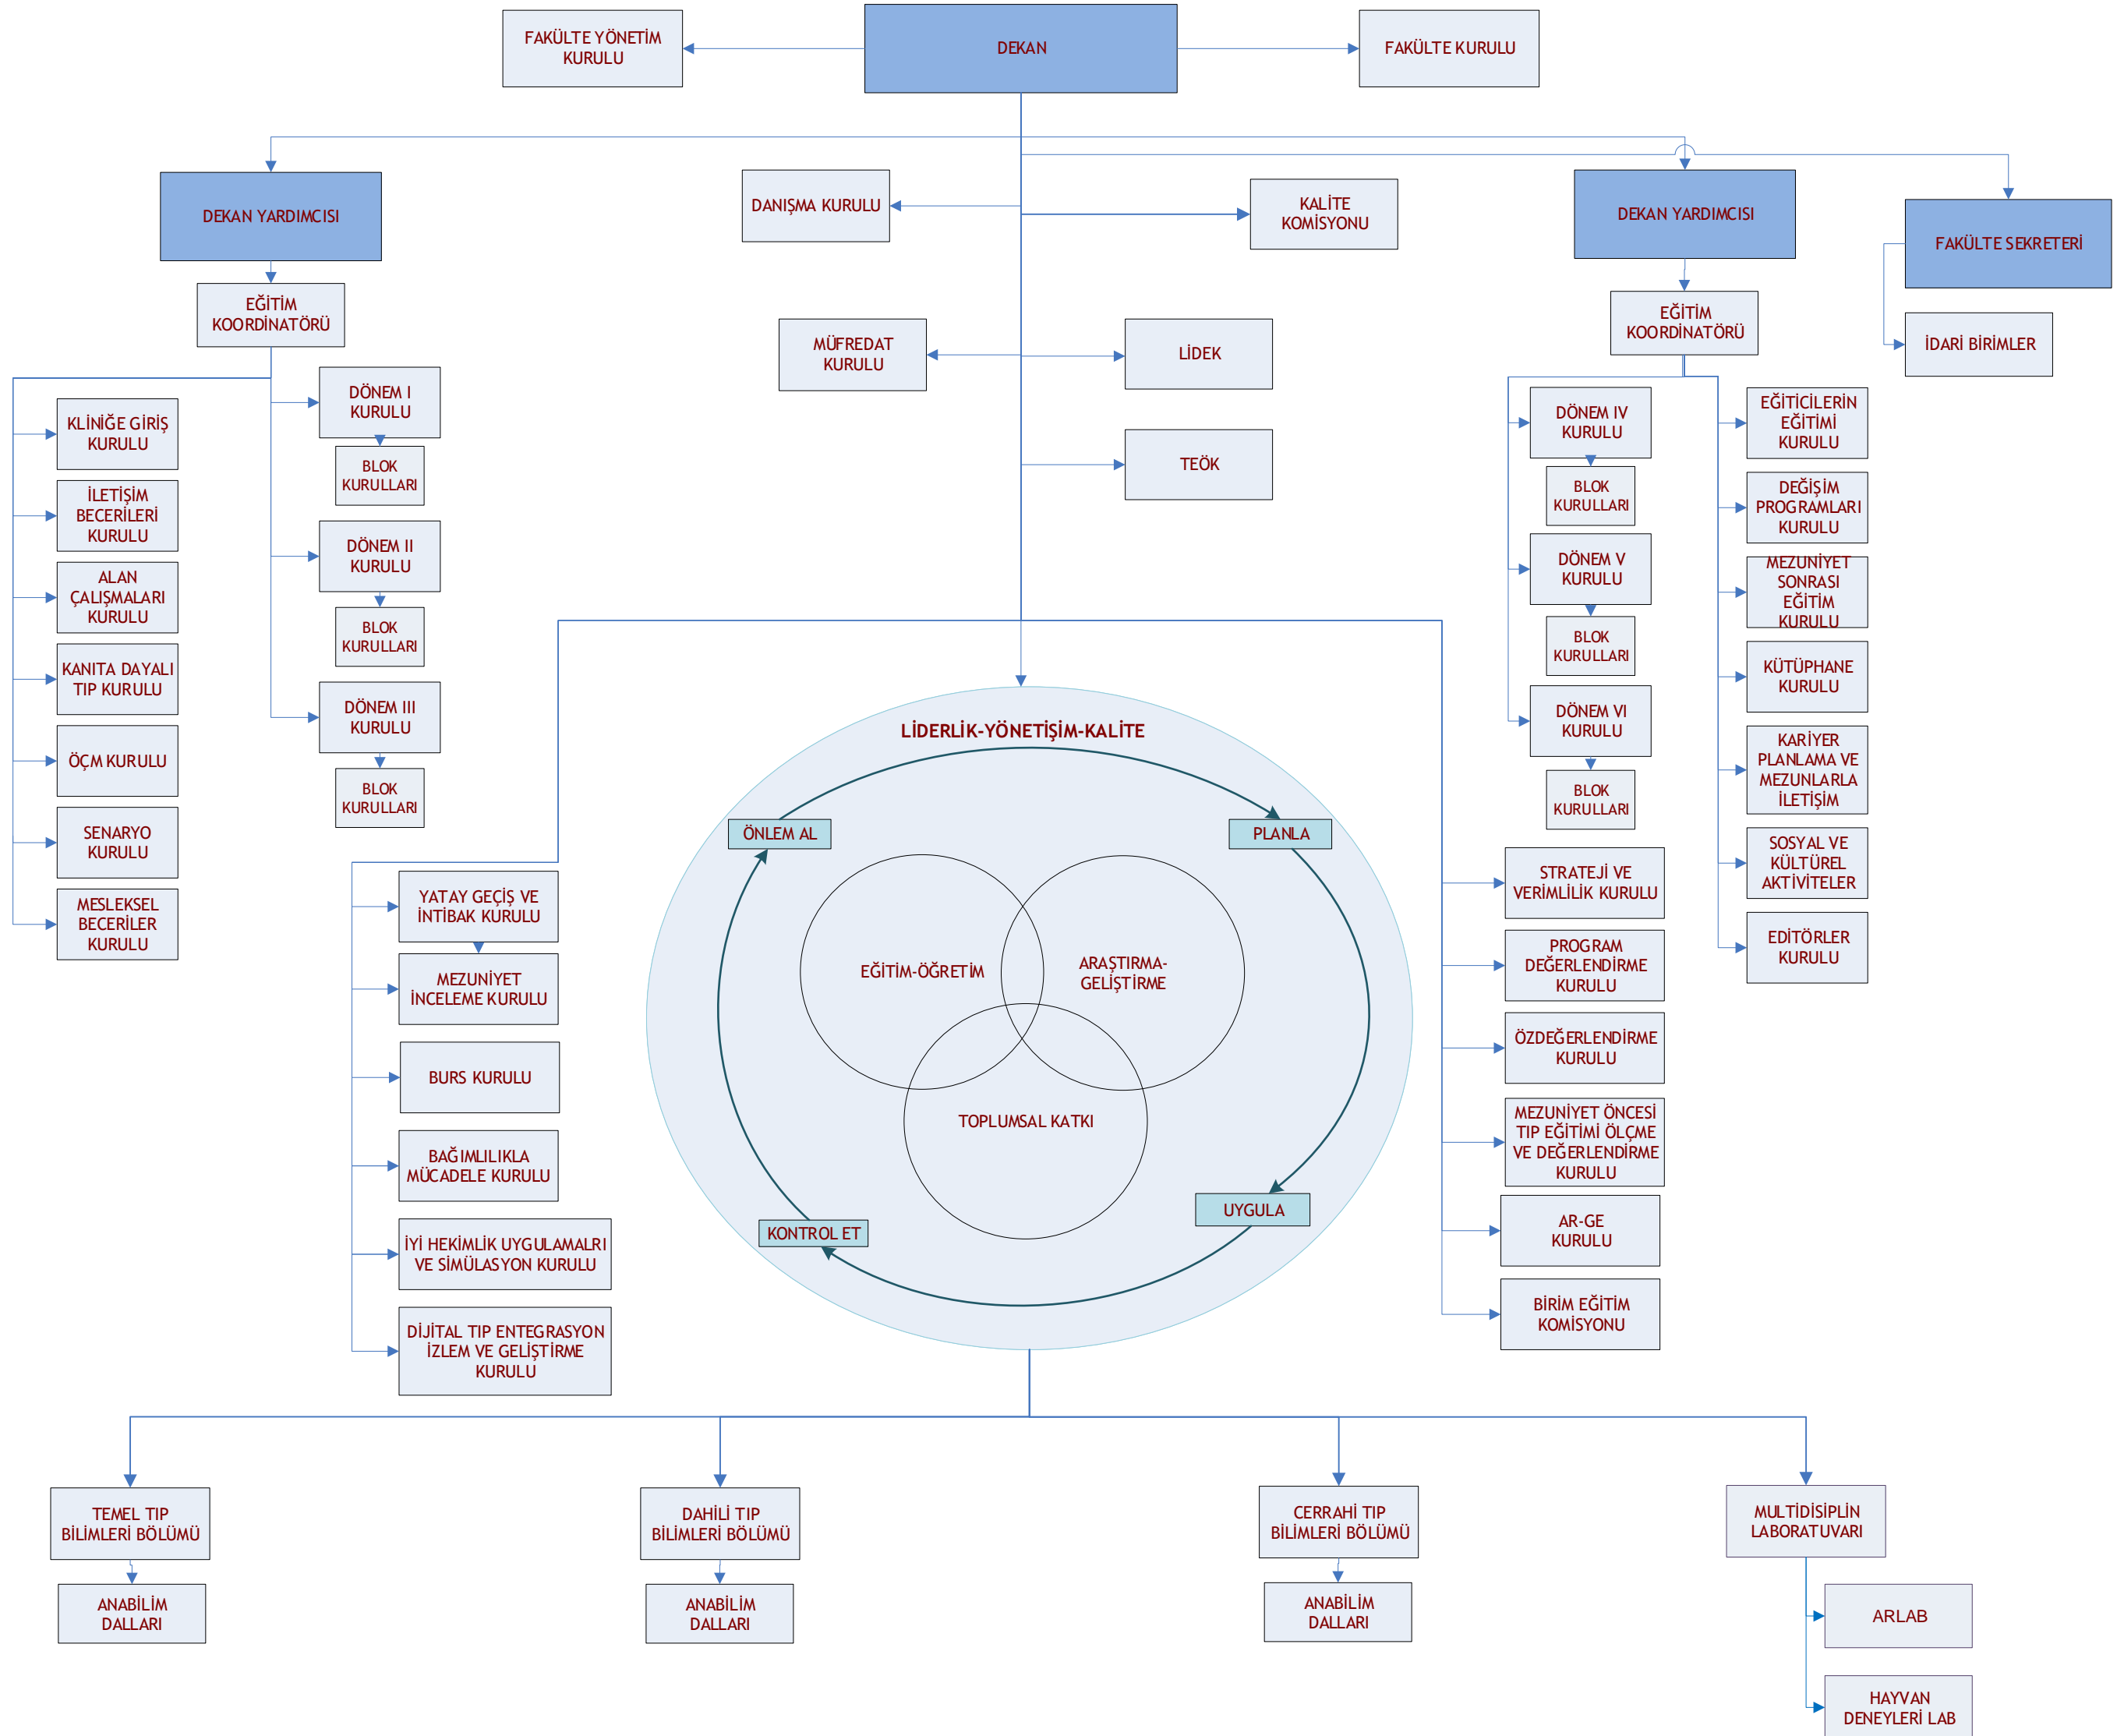 FAKÜLTE YÖNETİM
KURULU
DEKAN
FAKÜLTE KURULU
DEKAN YARDIMCISI
DANIŞMA KURULU
KALİTE
KOMİSYONU
DEKAN YARDIMCISI
FAKÜLTE SEKRETERİ
EĞİTİM
KOORDİNATÖRÜ
EĞİTİM
KOORDİNATÖRÜ
İDARİ BİRİMLER
MÜFREDAT
KURULU
LİDEK
TEÖK
KLİNİĞE GİRİŞ
KURULU
İLETİŞİM
BECERİLERİ
KURULU
ALAN
ÇALIŞMALARI
KURULU
KANITA DAYALI
TIP KURULU
ÖÇM KURULU
SENARYO
KURULU
MESLEKSEL
BECERİLER
KURULU
DÖNEM I
KURULU
BLOK
KURULLARI
DÖNEM II
KURULU
BLOK
KURULLARI
DÖNEM III
KURULU
BLOK
KURULLARI
DÖNEM IV
KURULU
BLOK
KURULLARI
DÖNEM V
KURULU
BLOK
KURULLARI
DÖNEM VI
KURULU
BLOK
KURULLARI
EĞİTİCİLERİN
EĞİTİMİ
KURULU
DEĞİŞİM
PROGRAMLARI
KURULU
MEZUNİYET
SONRASI
EĞİTİM
KURULU
KÜTÜPHANE
KURULU
KARİYER
PLANLAMA VE
MEZUNLARLA
İLETİŞİM
SOSYAL VE
KÜLTÜREL
AKTİVİTELER
EDİTÖRLER
KURULU
YATAY GEÇİŞ VE
İNTİBAK KURULU
MEZUNİYET
İNCELEME KURULU
BURS KURULU
BAĞIMLILIKLA
MÜCADELE KURULU
İYİ HEKİMLİK UYGULAMALRI
VE SİMÜLASYON KURULU
DİJİTAL TIP ENTEGRASYON
İZLEM VE GELİŞTİRME
KURULU
LİDERLİK-YÖNETİŞİM-KALİTE
ÖNLEM AL
PLANLA
EĞİTİM-ÖĞRETİM
ARAŞTIRMA-
GELİŞTİRME
TOPLUMSAL KATKI
UYGULA
KONTROL ET
STRATEJİ VE
VERİMLİLİK KURULU
PROGRAM
DEĞERLENDİRME
KURULU
ÖZDEĞERLENDİRME
KURULU
MEZUNİYET ÖNCESİ
TIP EĞİTİMİ ÖLÇME
VE DEĞERLENDİRME
KURULU
AR-GE
KURULU
BİRİM EĞİTİM
KOMİSYONU
TEMEL TIP
BİLİMLERİ BÖLÜMÜ
ANABİLİM
DALLARI
DAHİLİ TIP
BİLİMLERİ BÖLÜMÜ
ANABİLİM
DALLARI
CERRAHİ TIP
BİLİMLERİ BÖLÜMÜ
ANABİLİM
DALLARI
MULTİDİSİPLİN
LABORATUVARI
ARLAB
HAYVAN
DENEYLERİ LAB